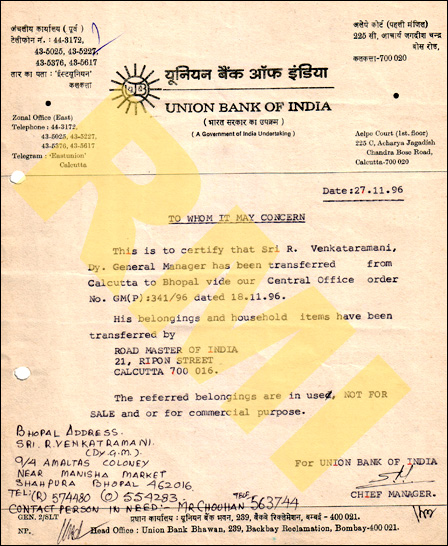 अंचलीय कार्यालय ( पूर्व )
टेलीफोन नं. : 44-3172,
43-5025, 43-5227,
43-5376, 43-5617
तार का पता : 'ईस्टयूनियन'
कलकत्ता
अलेपे कोर्ट (पहली मंजिल)
225 सी, आचार्य जगदीश चन्द्र
बोस रोड,
कलकत्ता-700 020
यूनियन बैंक ऑफ इंडिया
UNION BANK OF INDIA
( भारत सरकार का उपक्रम )
( A Government of India Undertaking )
Zonal Office (East)
Telephone : 44-3172,
43-5025, 43-5227,
43-5376, 43-5617
Telegram : 'Eastunion'
Calcutta
Aelpe Court (1st. floor)
225 C, Acharya Jagadish
Chandra Bose Road,
Calcutta-700 020
Date:27.11.96
TO WHOM IT MAY CONCERN
This is to certify that Sri R. Venkataramani,
Dy. General Manager has been transferred from
Calcutta to Bhopal vide our Central Office order
No. GM(P):341/96 dated 18.11.96.
His belongings and household items have been
transferred by
ROAD MASTER OF INDIA
21, RIPON STREET
CALCUTTA 700 016.
The referred belongings are in used, NOT FOR
SALE and or for commercial purpose.
BHOPAL ADDRESS.
SRI. R. VENKATRAMANI.
(DY. G.M.)
9/4 AMALTAS COLONEY
NEAR MANISHA MARKET
SHAHPURA BHOPAL 462016.
TEL: (R) 574480 (O) 554283.
CONTACT PERSON IN NEED:- MR CHOUHAN TELE 563744
For UNION BANK OF INDIA
CHIEF MANAGER.
GEN. 2/SLT
NP.
प्रधान कार्यालय : यूनियन बैंक भवन, 239, बैकबे रिक्लेमेशन, बम्बई-400 021.
Head Office : Union Bank Bhavan, 239, Backbay Reclamation, Bombay-400 021.
RMI